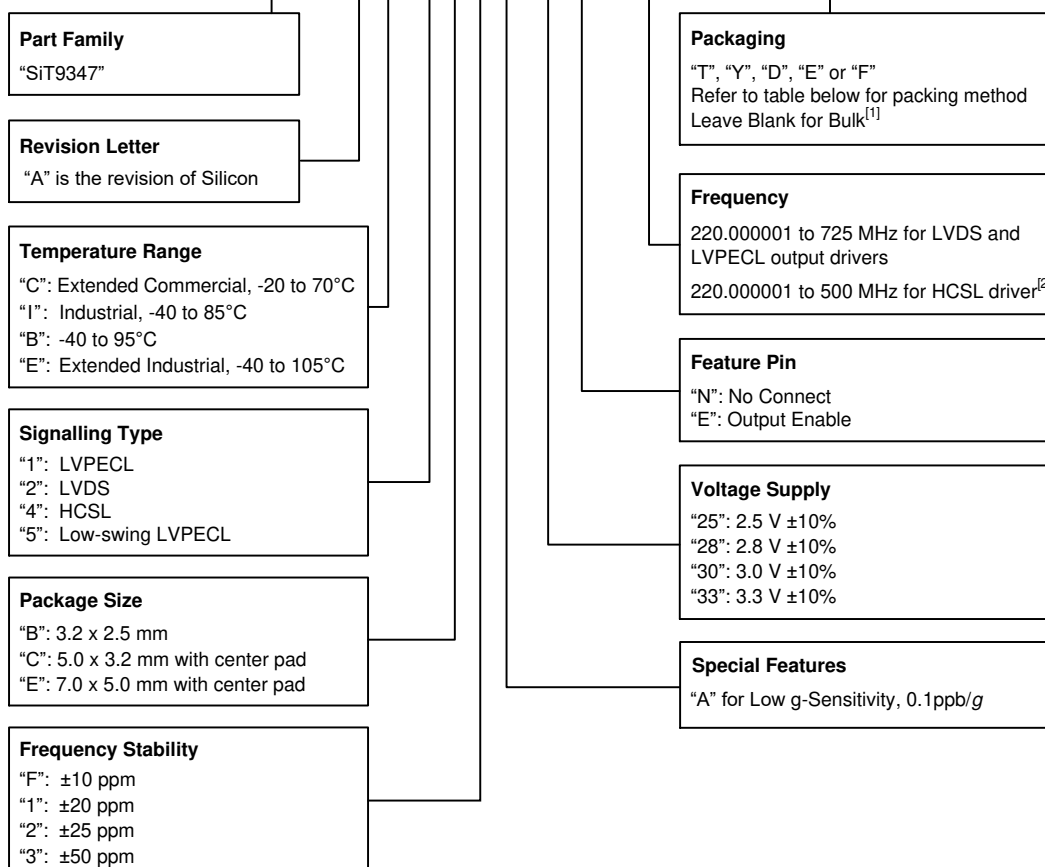 Part Family
“SiT9347”
Revision Letter
“A” is the revision of Silicon
Temperature Range
“C”: Extended Commercial, -20 to 70°C
“I”: Industrial, -40 to 85°C
“B”: -40 to 95°C
“E”: Extended Industrial, -40 to 105°C
Signalling Type
“1”: LVPECL
“2”: LVDS
“4”: HCSL
“5”: Low-swing LVPECL
Package Size
“B”: 3.2 x 2.5 mm
“C”: 5.0 x 3.2 mm with center pad
“E”: 7.0 x 5.0 mm with center pad
Frequency Stability
“F”: ±10 ppm
“1”: ±20 ppm
“2”: ±25 ppm
“3”: ±50 ppm
Packaging
“T”, “Y”, “D”, “E” or “F”
Refer to table below for packing method
Leave Blank for Bulk[1]
Frequency
220.000001 to 725 MHz for LVDS and
LVPECL output drivers
220.000001 to 500 MHz for HCSL driver[2
Feature Pin
“N”: No Connect
“E”: Output Enable
Voltage Supply
“25”: 2.5 V ±10%
“28”: 2.8 V ±10%
“30”: 3.0 V ±10%
“33”: 3.3 V ±10%
Special Features
“A” for Low g-Sensitivity, 0.1ppb/g